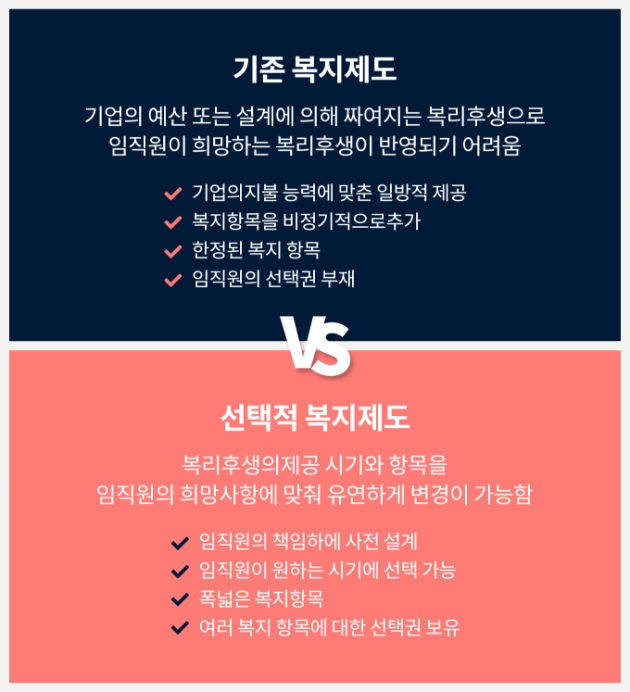 기존 복지제도
기업의 예산 또는 설계에 의해 짜여지는 복리후생으로
임직원이 희망하는 복리후생이 반영되기 어려움
기업의지불 능력에 맞춘 일방적 제공
복지항목을 비정기적으로추가
한정된 복지 항목
임직원의 선택권 부재
VS
선택적 복지제도
복리후생의제공 시기와 항목을
임직원의 희망사항에 맞춰 유연하게 변경이 가능함
임직원의 책임하에 사전 설계
임직원이 원하는 시기에 선택 가능
폭넓은 복지항목
여러 복지 항목에 대한 선택권 보유